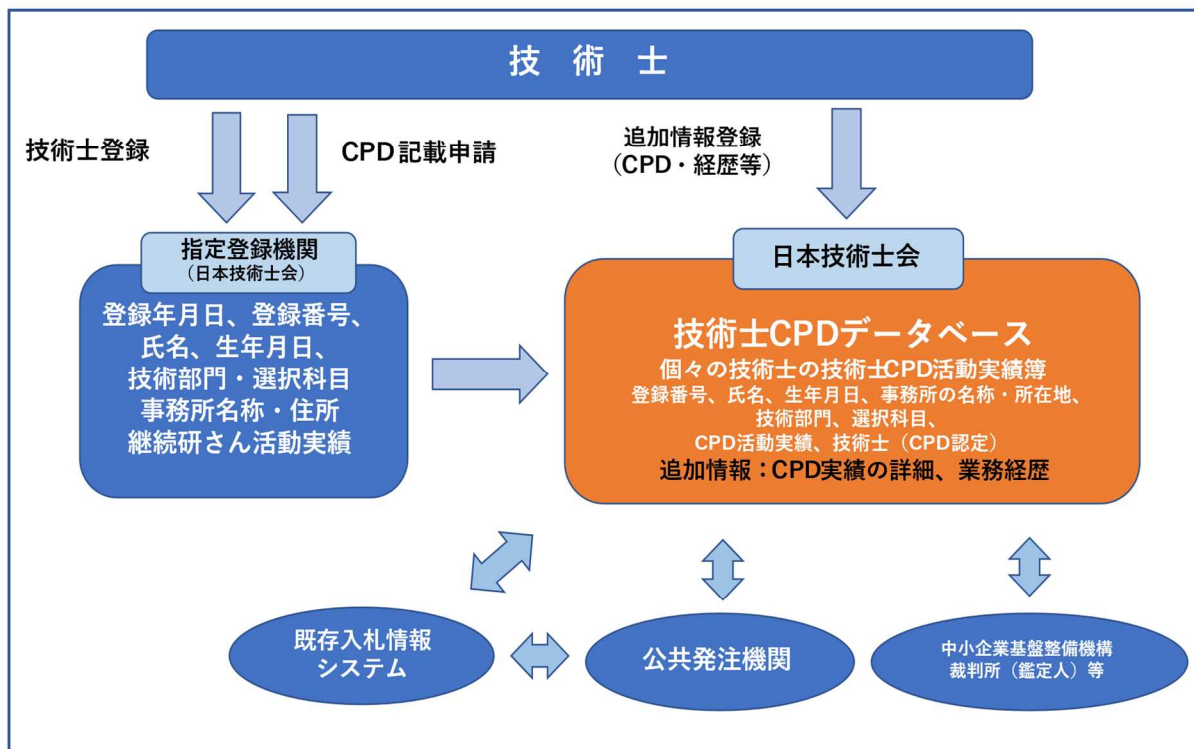 技 術 士
技術士登録
CPD記載申請
追加情報登録
（CPD・経歴等）
指定登録機関
（日本技術士会）
登録年月日、登録番号、
氏名、生年月日、
技術部門・選択科目
事務所名称・住所
継続研さん活動実績
日本技術士会
技術士CPDデータベース
個々の技術士の技術士CPD活動実績簿
登録番号、氏名、生年月日、事務所の名称・所在地、
技術部門、選択科目、
CPD活動実績、技術士（CPD認定）
追加情報：CPD実績の詳細、業務経歴
既存入札情報
システム
公共発注機関
中小企業基盤整備機構
裁判所（鑑定人）等